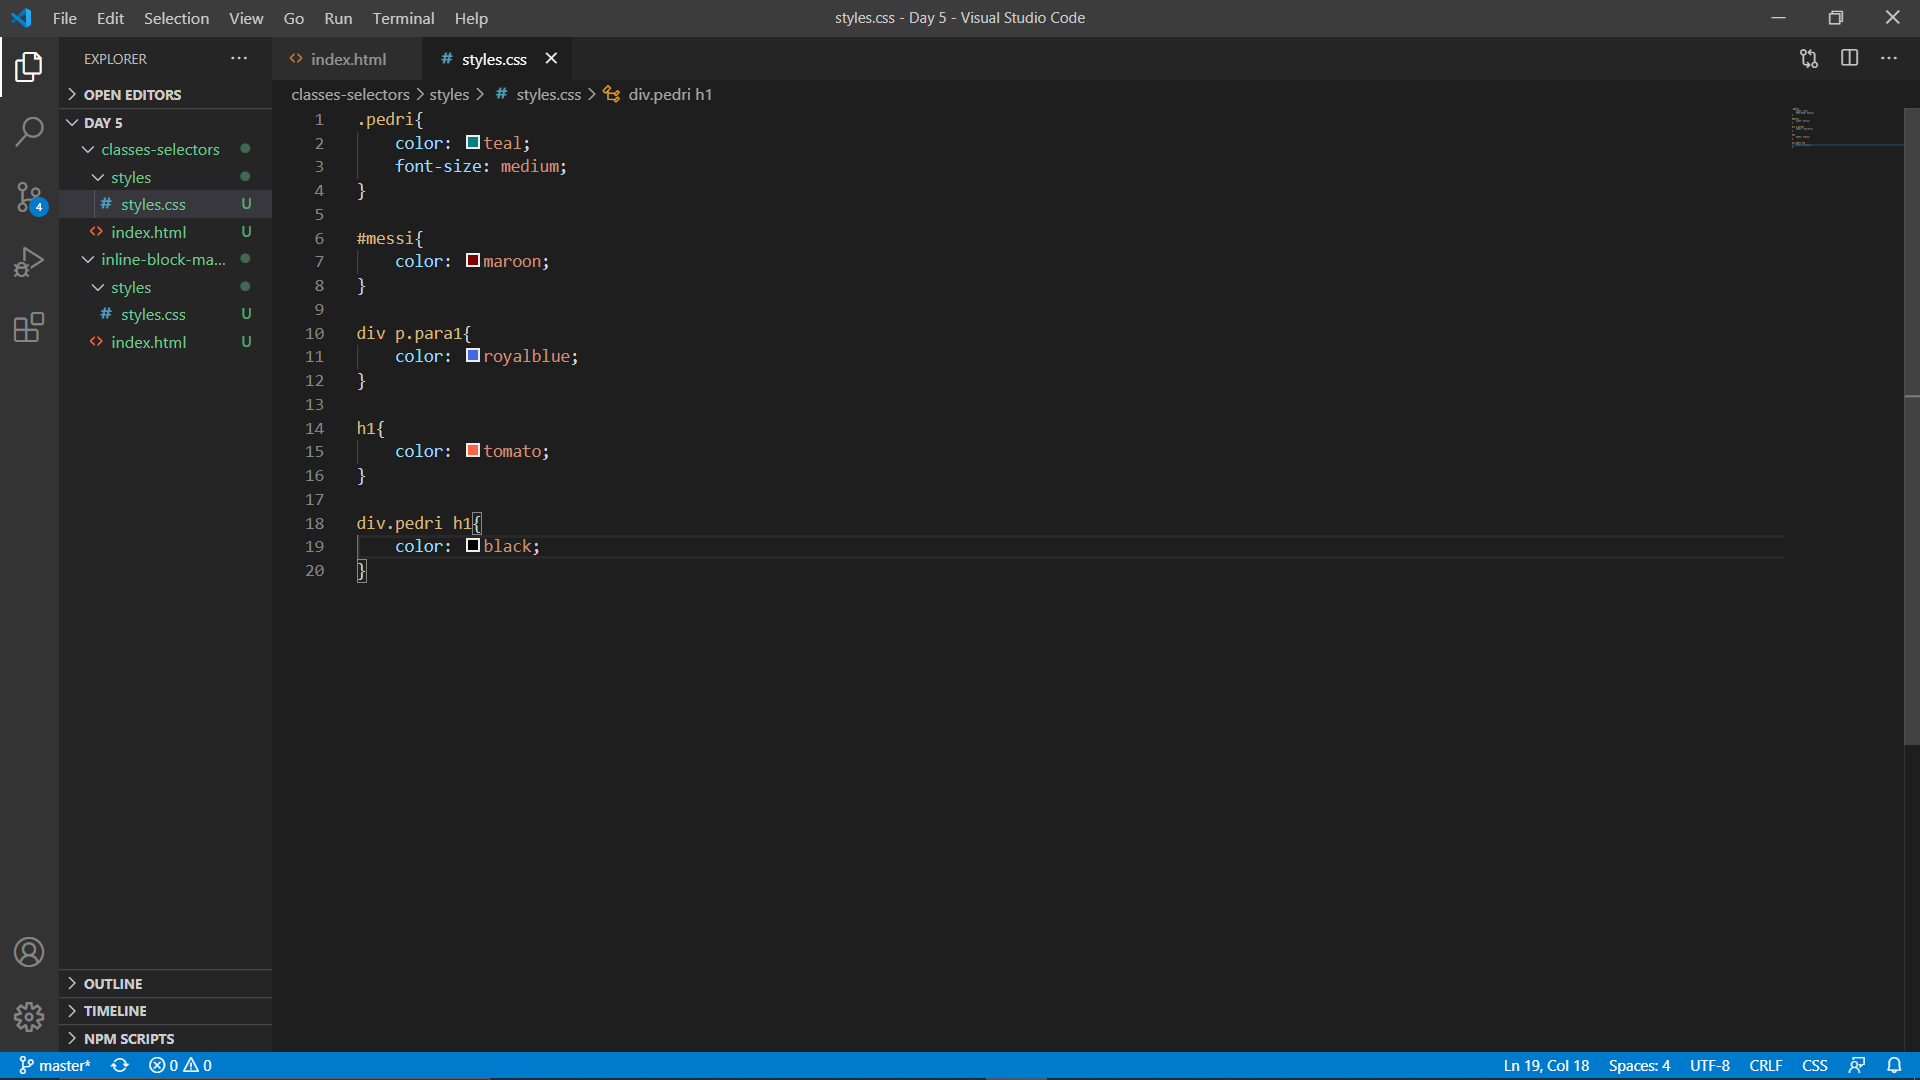 File Edit Selection View Go Run Terminal Help
styles.css - Day 5 - Visual Studio Code
EXPLORER
OPEN EDITORS
DAY 5
classes-selectors
styles
# styles.css U
<> index.html U
inline-block-ma...
styles
# styles.css U
<> index.html U
OUTLINE
TIMELINE
NPM SCRIPTS
4
<> index.html
# styles.css
classes-selectors > styles > # styles.css > div.pedri h1
1 .pedri{
2 color: teal;
3 font-size: medium;
4 }
5
6 #messi{
7 color: maroon;
8 }
9
10 div p.para1{
11 color: royalblue;
12 }
13
14 h1{
15 color: tomato;
16 }
17
18 div.pedri h1{
19 color: black;
20 }
master* 0 0 Ln 19, Col 18 Spaces: 4 UTF-8 CRLF CSS